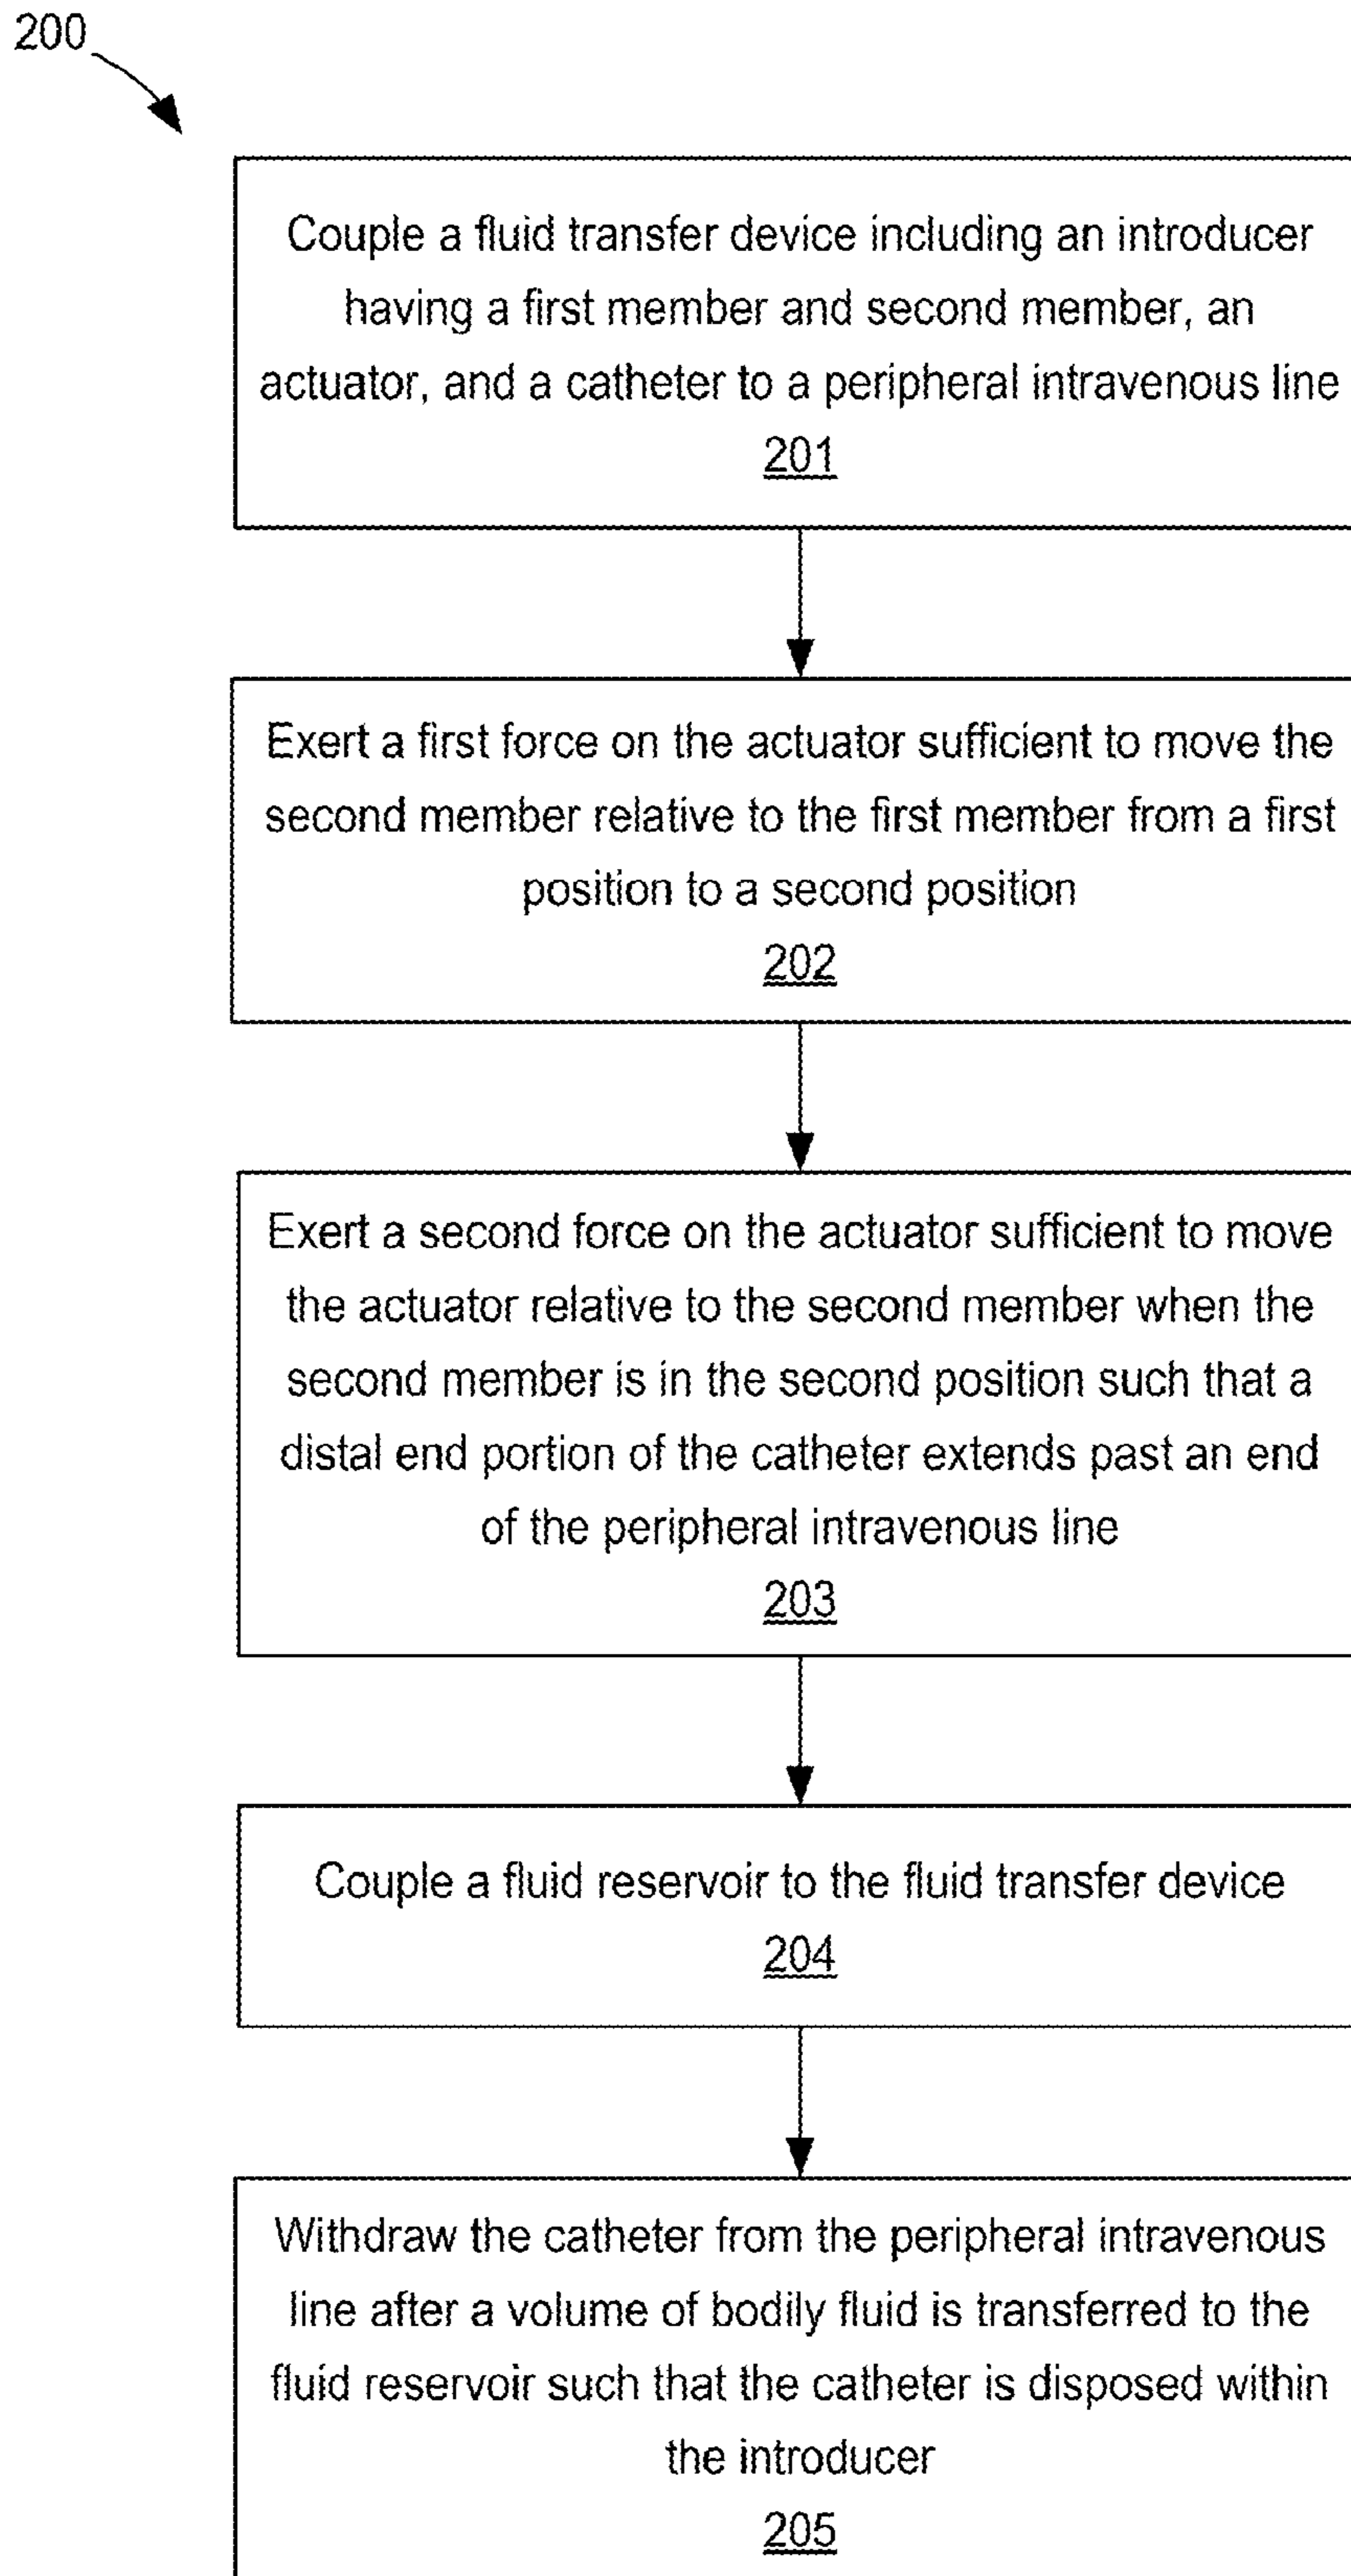 200
Couple a fluid transfer device including an introducer
having a first member and second member, an
actuator, and a catheter to a peripheral intravenous line
201
Exert a first force on the actuator sufficient to move the
second member relative to the first member from a first
position to a second position
202
Exert a second force on the actuator sufficient to move
the actuator relative to the second member when the
second member is in the second position such that a
distal end portion of the catheter extends past an end
of the peripheral intravenous line
203
Couple a fluid reservoir to the fluid transfer device
204
Withdraw the catheter from the peripheral intravenous
line after a volume of bodily fluid is transferred to the
fluid reservoir such that the catheter is disposed within
the introducer
205